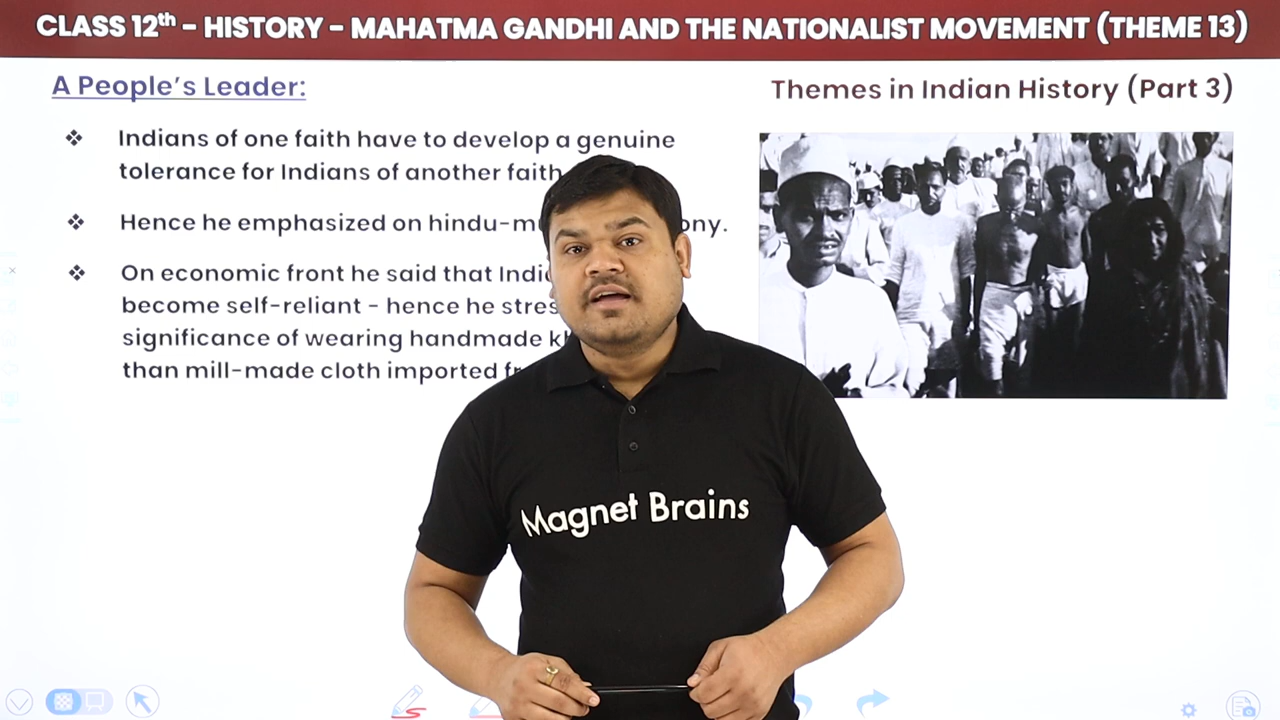 CLASS 12th – HISTORY – MAHATMA GANDHI AND THE NATIONALIST MOVEMENT (THEME 13)
A People's Leader:
Themes in Indian History (Part 3)
❖ Indians of one faith have to develop a genuine
tolerance for Indians of another faith
❖ Hence he emphasized on hindu-m ony.
❖ On economic front he said that
become self-reliant – hence he
significance of wearing handmade
than mill-made cloth imported
Magnet Brains